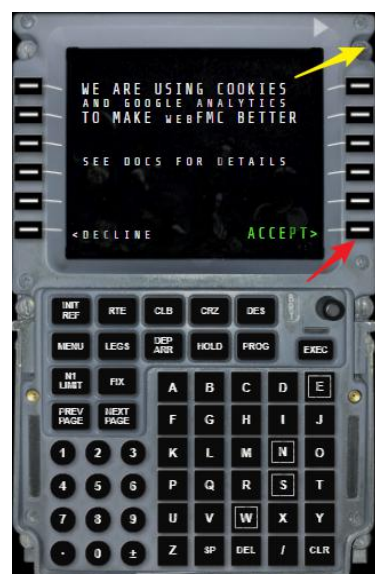 WE ARE USING COOKIES
AND GOOGLE ANALYTICS
TO MAKE WEBFMC BETTER
SEE DOCS FOR DETAILS
<DECLINE ACCEPT>
INIT REF RTE CLB CRZ DES
MENU LEGS DEP ARR HOLD PROG EXEC
N1 LIMIT FIX
PREV PAGE NEXT PAGE
A B C D E
F G H I J
1 2 3 K L M N O
4 5 6 P Q R S T
7 8 9 U V W X Y
. 0 ± Z SP DEL / CLR